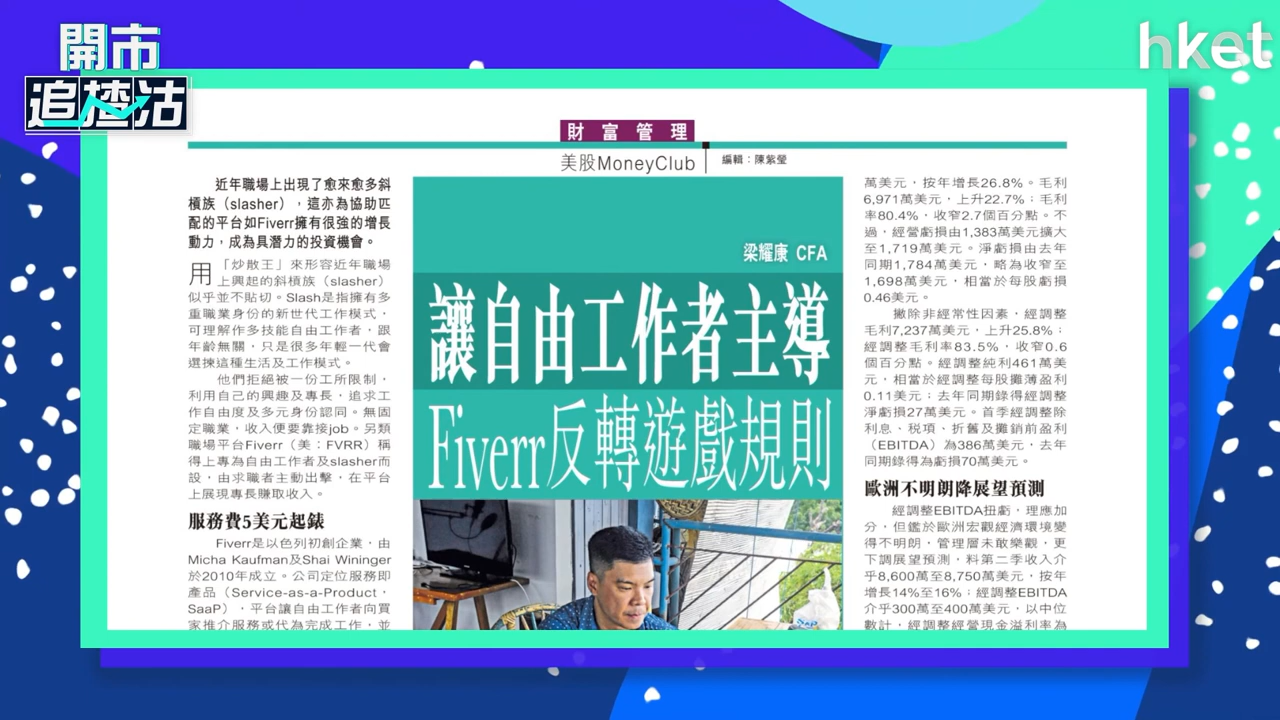 開市
追揸沽
hket
財富管理
美股MoneyClub
編輯：陳紫瑩
近年職場上出現了愈來愈多斜
槓族（slasher），這亦為協助匹
配的平台如Fiverr擁有很強的增長
動力，成為具潛力的投資機會。
用「炒散王」來形容近年職場
上興起的斜槓族（slasher）
似乎並不貼切。Slash是指擁有多
重職業身份的新世代工作模式，
可理解作多技能自由工作者，跟
年齡無關，只是很多年輕一代會
選揀這種生活及工作模式。
他們拒絕被一份工所限制，
利用自己的興趣及專長，追求工
作自由度及多元身份認同。無固
定職業，收入便要靠接job。另類
職場平台Fiverr（美：FVRR）稱
得上專為自由工作者及slasher而
設，由求職者主動出擊，在平台
上展現專長賺取收入。
服務費5美元起錶
Fiverr是以色列初創企業，由
Micha Kaufman及Shai Wininger
於2010年成立。公司定位服務即
產品（Service-as-a-Product，
SaaP），平台讓自由工作者向買
家推介服務或代為完成工作，並
梁耀康 CFA
讓自由工作者主導
Fiverr反轉遊戲規則
萬美元，按年增長26.8%。毛利
6,971萬美元，上升22.7%；毛利
率80.4%，收窄2.7個百分點。不
過，經營虧損由1,383萬美元擴大
至1,719萬美元。淨虧損由去年
同期1,784萬美元，略為收窄至
1,698萬美元，相當於每股虧損
0.46美元。
撇除非經常性因素，經調整
毛利7,237萬美元，上升25.8%；
經調整毛利率83.5%，收窄0.6
個百分點。經調整純利461萬美
元，相當於經調整每股攤薄盈利
0.11美元；去年同期錄得經調整
淨虧損27萬美元。首季經調整除
利息、稅項、折舊及攤銷前盈利
（EBITDA）為386萬美元，去年
同期錄得為虧損70萬美元。
歐洲不明朗降展望預測
經調整EBITDA扭虧，理應加
分，但鑑於歐洲宏觀經濟環境變
得不明朗，管理層未敢樂觀，更
下調展望預測，料第二季收入介
乎8,600萬至8,750萬美元，按年
增長14%至16%；經調整EBITDA
介乎300萬至400萬美元，以中位
數計，經調整經營現金溢利率為